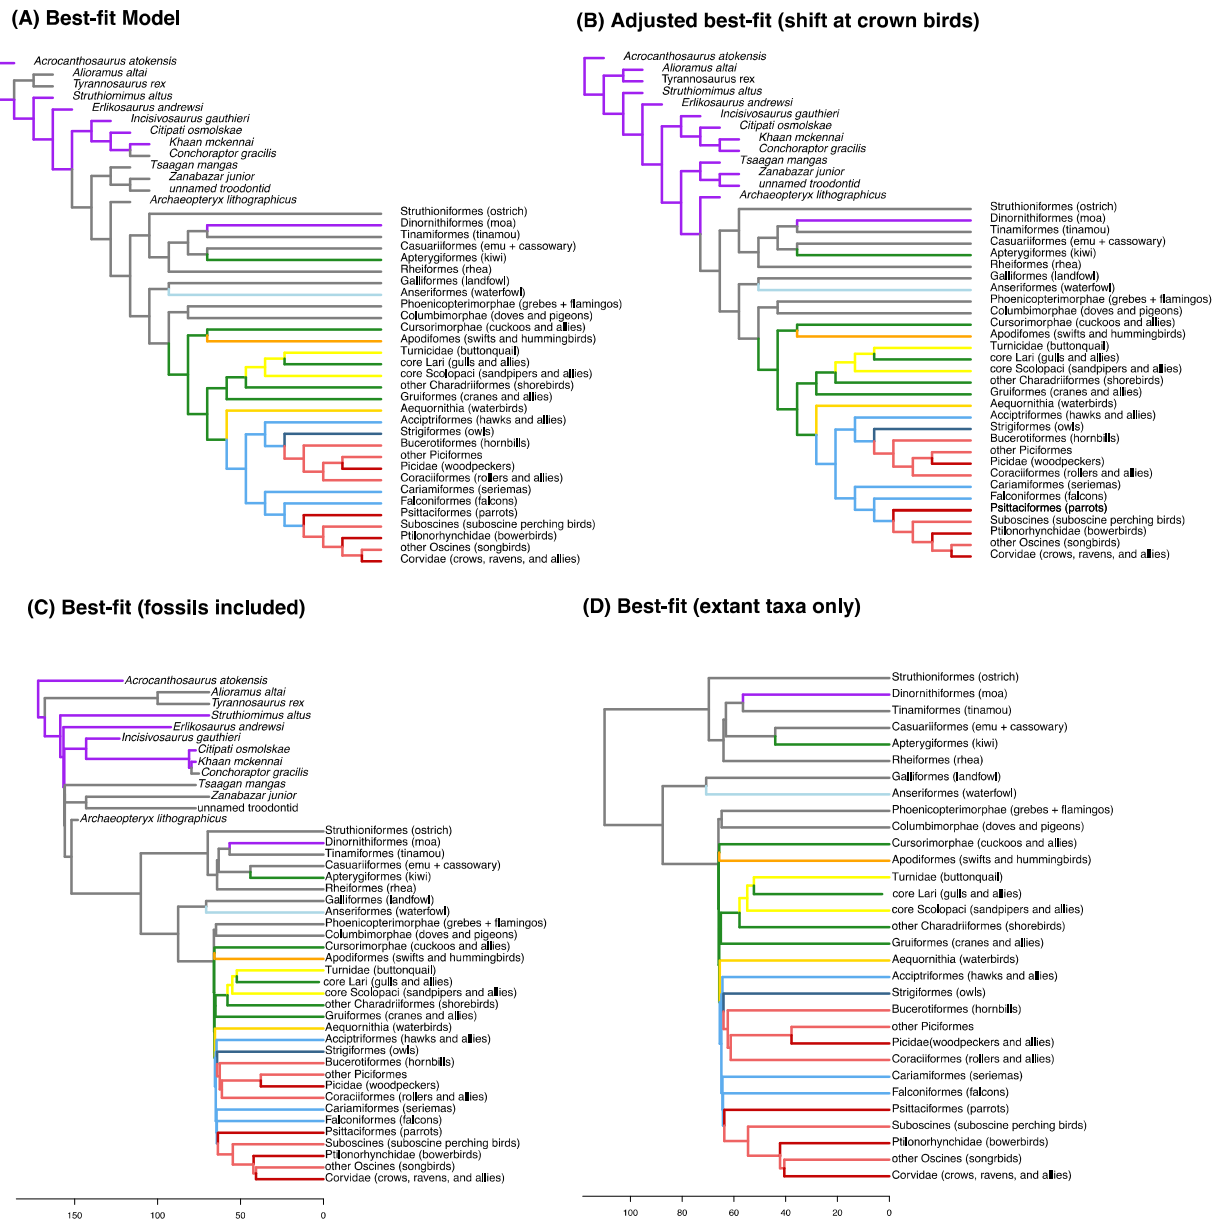 (A) Best-fit Model
Acrocanthosaurus atokensis
Alioramus altai
Tyrannosaurus rex
Struthiomimus altus
Erlikosaurus andrewsi
Incisivosaurus gauthieri
Citipati osmolskae
Khaan mckennai
Conchoraptor gracilis
Tsaagan mangas
Zanabazar junior
unnamed troodontid
Archaeopteryx lithographicus
Struthioniformes (ostrich)
Dinornithiformes (moa)
Tinamiformes (tinamou)
Casuariiformes (emu + cassowary)
Apterygiformes (kiwi)
Rheiformes (rhea)
Galliformes (landfowl)
Anseriformes (waterfowl)
Phoenicopterimorphae (grebes + flamingos)
Columbimorphae (doves and pigeons)
Cursorimorphae (cuckoos and allies)
Apodifomes (swifts and hummingbirds)
Turnicidae (buttonquail)
core Lari (gulls and allies)
core Scolopaci (sandpipers and allies)
other Charadriiformes (shorebirds)
Gruiformes (cranes and allies)
Aequornithia (waterbirds)
Acciptriformes (hawks and allies)
Strigiformes (owls)
Bucerotiformes (hornbills)
other Piciformes
Picidae (woodpeckers)
Coraciiformes (rollers and allies)
Cariamiformes (seriemas)
Falconiformes (falcons)
Psittaciformes (parrots)
Suboscines (suboscine perching birds)
Ptilonorhynchidae (bowerbirds)
other Oscines (songbirds)
Corvidae (crows, ravens, and allies)
(B) Adjusted best-fit (shift at crown birds)
Acrocanthosaurus atokensis
Alioramus altai
Tyrannosaurus rex
Struthiomimus altus
Erlikosaurus andrewsi
Incisivosaurus gauthieri
Citipati osmolskae
Khaan mckennai
Conchoraptor gracilis
Tsaagan mangas
Zanabazar junior
unnamed troodontid
Archaeopteryx lithographicus
Struthioniformes (ostrich)
Dinornithiformes (moa)
Tinamiformes (tinamou)
Casuariiformes (emu + cassowary)
Apterygiformes (kiwi)
Rheiformes (rhea)
Galliformes (landfowl)
Anseriformes (waterfowl)
Phoenicopterimorphae (grebes + flamingos)
Columbimorphae (doves and pigeons)
Cursorimorphae (cuckoos and allies)
Apodifomes (swifts and hummingbirds)
Turnicidae (buttonquail)
core Lari (gulls and allies)
core Scolopaci (sandpipers and allies)
other Charadriiformes (shorebirds)
Gruiformes (cranes and allies)
Aequornithia (waterbirds)
Acciptriformes (hawks and allies)
Strigiformes (owls)
Bucerotiformes (hornbills)
other Piciformes
Picidae (woodpeckers)
Coraciiformes (rollers and allies)
Cariamiformes (seriemas)
Falconiformes (falcons)
Psittaciformes (parrots)
Suboscines (suboscine perching birds)
Ptilonorhynchidae (bowerbirds)
other Oscines (songbirds)
Corvidae (crows, ravens, and allies)
(C) Best-fit (fossils included)
Acrocanthosaurus atokensis
Alioramus altai
Tyrannosaurus rex
Struthiomimus altus
Erlikosaurus andrewsi
Incisivosaurus gauthieri
Citipati osmolskae
Khaan mckennai
Conchoraptor gracilis
Tsaagan mangas
Zanabazar junior
unnamed troodontid
Archaeopteryx lithographicus
Struthioniformes (ostrich)
Dinornithiformes (moa)
Tinamiformes (tinamou)
Casuariiformes (emu + cassowary)
Apterygiformes (kiwi)
Rheiformes (rhea)
Galliformes (landfowl)
Anseriformes (waterfowl)
Phoenicopterimorphae (grebes + flamingos)
Columbimorphae (doves and pigeons)
Cursorimorphae (cuckoos and allies)
Apodiformes (swifts and hummingbirds)
Turnidae (buttonquail)
core Lari (gulls and allies)
core Scolopaci (sandpipers and allies)
other Charadriiformes (shorebirds)
Gruiformes (cranes and allies)
Aequornithia (waterbirds)
Acciptriformes (hawks and allies)
Strigiformes (owls)
Bucerotiformes (hornbills)
other Piciformes
Picidae (woodpeckers)
Coraciiformes (rollers and allies)
Cariamiformes (seriemas)
Falconiformes (falcons)
Psittaciformes (parrots)
Suboscines (suboscine perching birds)
Ptilonorhynchidae (bowerbirds)
other Oscines (songbirds)
Corvidae (crows, ravens, and allies)
150 100 50 0
(D) Best-fit (extant taxa only)
Struthioniformes (ostrich)
Dinornithiformes (moa)
Tinamiformes (tinamou)
Casuariiformes (emu + cassowary)
Apterygiformes (kiwi)
Rheiformes (rhea)
Galliformes (landfowl)
Anseriformes (waterfowl)
Phoenicopterimorphae (grebes + flamingos)
Columbimorphae (doves and pigeons)
Cursorimorphae (cuckoos and allies)
Apodiformes (swifts and hummingbirds)
Turnidae (buttonquail)
core Lari (gulls and allies)
core Scolopaci (sandpipers and allies)
other Charadriiformes (shorebirds)
Gruiformes (cranes and allies)
Aequornithia (waterbirds)
Acciptriformes (hawks and allies)
Strigiformes (owls)
Bucerotiformes (hornbills)
other Piciformes
Picidae(woodpeckers and allies)
Coraciiformes (rollers and allies)
Cariamiformes (seriemas)
Falconiformes (falcons)
Psittaciformes (parrots)
Suboscines (suboscine perching birds)
Ptilonorhynchidae (bowerbirds)
other Oscines (songrbids)
Corvidae (crows, ravens, and allies)
100 80 60 40 20 0